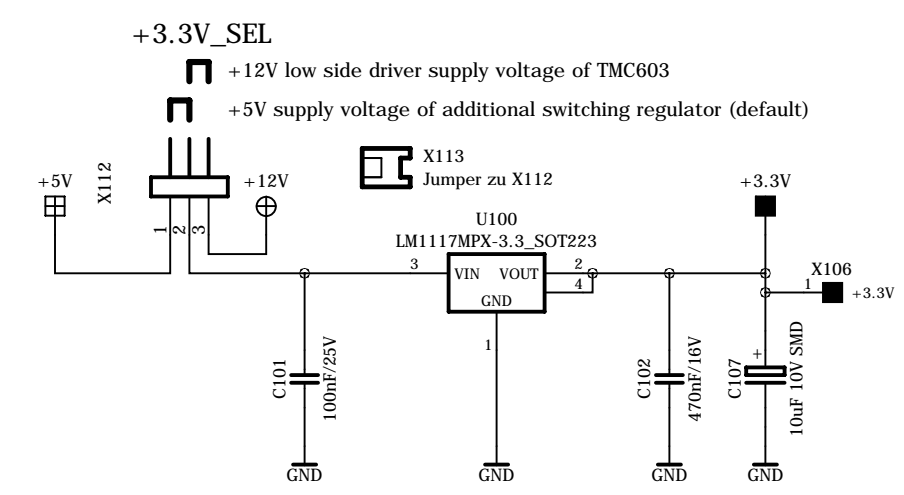 +3.3V_SEL
+12V low side driver supply voltage of TMC603
+5V supply voltage of additional switching regulator (default)
X112
X113
Jumper zu X112
+5V
+12V
+3.3V
1
2
3
U100
LM1117MPX-3.3_SOT223
3
VIN
VOUT
2
4
GND
1
X106
1
+3.3V
C101
100nF/25V
C102
470nF/16V
C107
+
10uF 10V SMD
GND
GND
GND
GND